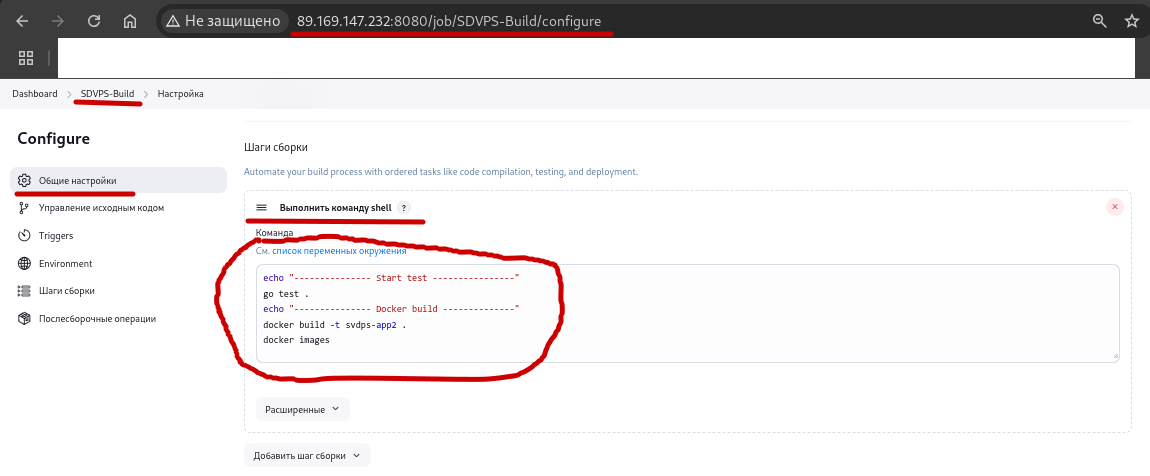 Не защищено 89.169.147.232:8080/job/SDVPS-Build/configure
Dashboard SDVPS-Build Настройка
Configure
Общие настройки
Управление исходным кодом
Triggers
Environment
Шаги сборки
Послесборочные операции
Шаги сборки
Automate your build process with ordered tasks like code compilation, testing, and deployment.
Выполнить команду shell ?
Команда
См. список переменных окружения
echo "-------------- Start test ---------------"
go test .
echo "-------------- Docker build -------------"
docker build -t svdps-app2 .
docker images
Расширенные
Добавить шаг сборки